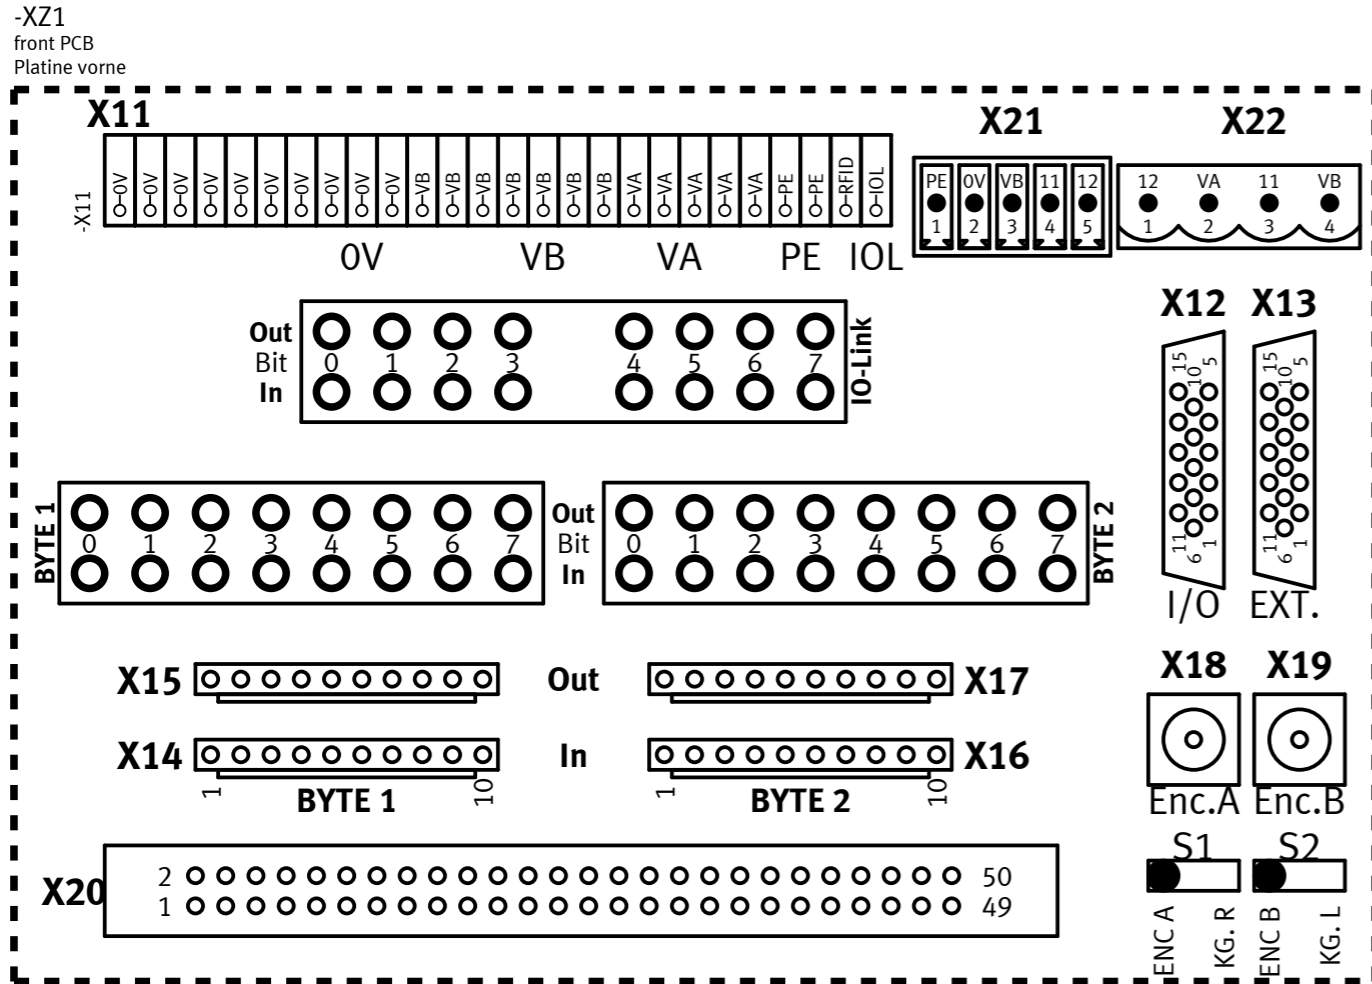 -XZ1
front PCB
Platine vorne
X11
X21
X22
-X11
0V 0V 0V 0V 0V 0V 0V 0V 0V 0V VB VB VB VB VB VB VB VA VA VA VA VA PE PE RFID IOL
PE 0V VB 11 12
1 2 3 4 5
12 VA 11 VB
1 2 3 4
0V VB VA PE IOL
X12 X13
Out
Bit 0 1 2 3 4 5 6 7
In
IO-Link
15 10 5
11 6 1
I/O
15 10 5
11 6 1
EXT.
BYTE 1
0 1 2 3 4 5 6 7
Out
Bit
In
0 1 2 3 4 5 6 7
BYTE 2
X15 Out X17
X18 X19
X14 In X16
1 BYTE 1 10
1 BYTE 2 10
Enc.A Enc.B
S1 S2
X20
2 50
1 49
ENC A KG. R ENC B KG. L